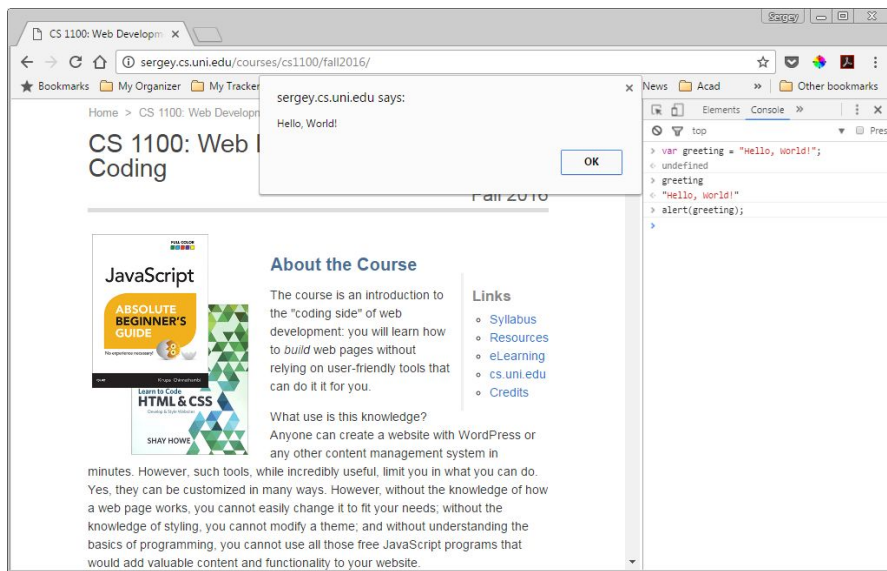 Sergey
CS 1100: Web Developm
sergey.cs.uni.edu/courses/cs1100/fall2016/
Bookmarks My Organizer My Tracker News Acad » Other bookmarks
sergey.cs.uni.edu says:
Hello, World!
OK
Home > CS 1100: Web Developm
CS 1100: Web
Coding
Fall 2016
FULL COLOR
JavaScript
ABSOLUTE
BEGINNER'S
GUIDE
No experience necessary!
Kirupa Chinnathambi
Learn to Code
HTML & CSS
Develop & Style Websites
SHAY HOWE
About the Course
The course is an introduction to
the "coding side" of web
development: you will learn how
to build web pages without
relying on user-friendly tools that
can do it it for you.
What use is this knowledge?
Anyone can create a website with WordPress or
any other content management system in
minutes. However, such tools, while incredibly useful, limit you in what you can do.
Yes, they can be customized in many ways. However, without the knowledge of how
a web page works, you cannot easily change it to fit your needs; without the
knowledge of styling, you cannot modify a theme; and without understanding the
basics of programming, you cannot use all those free JavaScript programs that
would add valuable content and functionality to your website.
Links
Syllabus
Resources
eLearning
cs.uni.edu
Credits
Elements Console »
top Pres
> var greeting = "Hello, World!";
< undefined
> greeting
< "Hello, World!"
> alert(greeting);
>